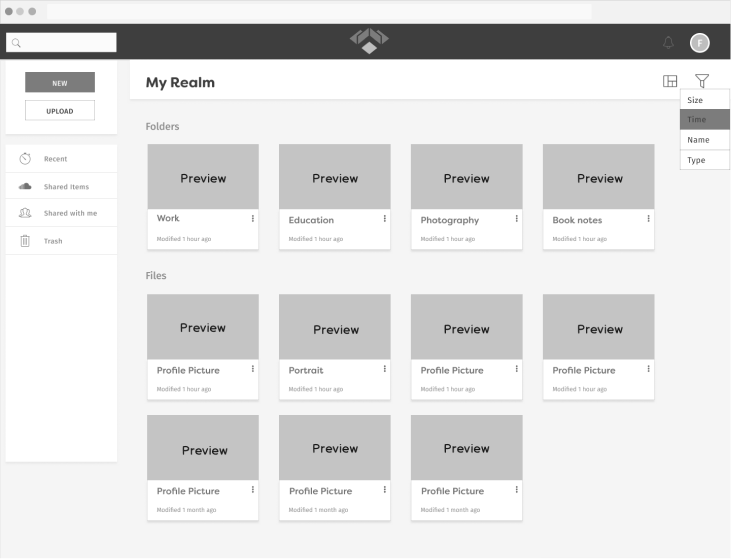 F
NEW
UPLOAD
Recent
Shared Items
Shared with me
Trash
My Realm
Size
Time
Name
Type
Folders
Preview
Work
Modified 1 hour ago
Preview
Education
Modified 1 hour ago
Preview
Photography
Modified 1 hour ago
Preview
Book notes
Modified 1 hour ago
Files
Preview
Profile Picture
Modified 1 hour ago
Preview
Portrait
Modified 1 hour ago
Preview
Profile Picture
Modified 1 hour ago
Preview
Profile Picture
Modified 1 hour ago
Preview
Profile Picture
Modified 1 month ago
Preview
Profile Picture
Modified 1 month ago
Preview
Profile Picture
Modified 1 month ago